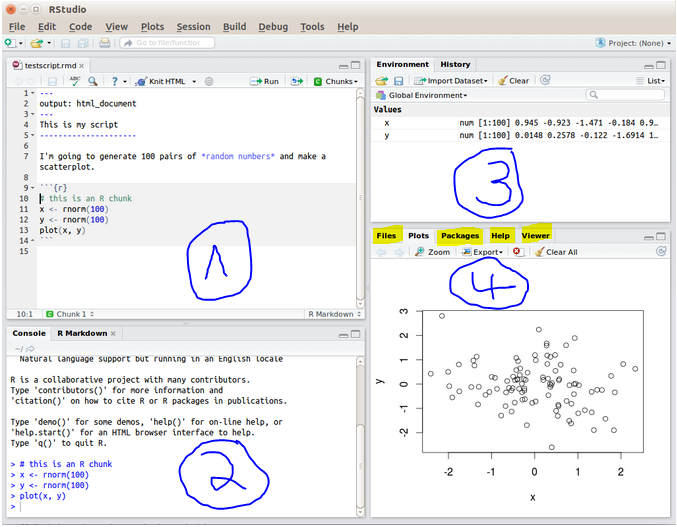 RStudio
File Edit Code View Plots Session Build Debug Tools Help
Go to file/function Project: (None)
testscript.rmd
ABC ? Knit HTML Run Chunks
1 ---
2 output: html_document
3 ---
4 This is my script
5 --------------------
6
7 I'm going to generate 100 pairs of *random numbers* and make a
scatterplot.
8
9 ```{r}
10 # this is an R chunk
11 x <- rnorm(100)
12 y <- rnorm(100)
13 plot(x, y)
14 ```
15
1
10:1 Chunk 1 R Markdown
Console R Markdown
~/
Natural language support but running in an English locale
R is a collaborative project with many contributors.
Type 'contributors()' for more information and
'citation()' on how to cite R or R packages in publications.
Type 'demo()' for some demos, 'help()' for on-line help, or
'help.start()' for an HTML browser interface to help.
Type 'q()' to quit R.
> # this is an R chunk
> x <- rnorm(100)
> y <- rnorm(100)
> plot(x, y)
>
2
Environment History
Import Dataset Clear List
Global Environment
Values
x num [1:100] 0.945 -0.923 -1.471 -0.184 0.9...
y num [1:100] 0.0148 0.2578 -0.122 -1.6914 1...
3
Files Plots Packages Help Viewer
Zoom Export Clear All
4
3
2
1
0
-1
-2
y
-2 -1 0 1 2
x